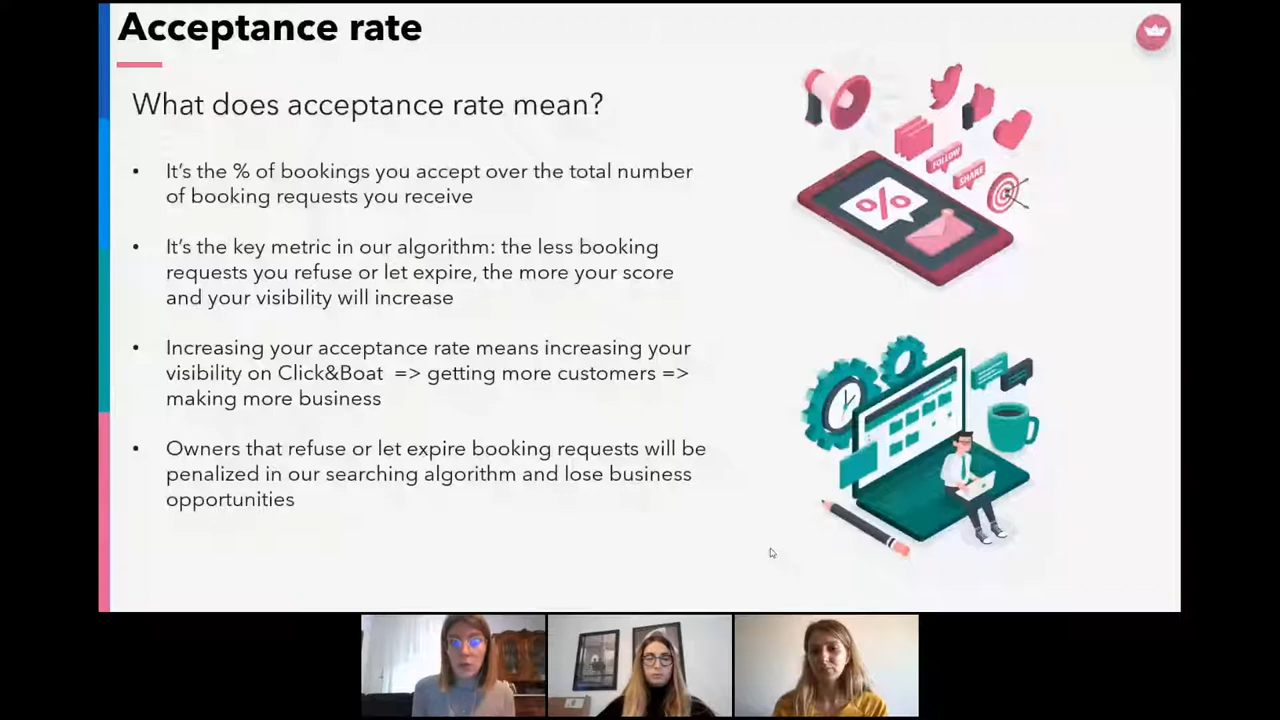 Acceptance rate
What does acceptance rate mean?
• It's the % of bookings you accept over the total number
of booking requests you receive
• It's the key metric in our algorithm: the less booking
requests you refuse or let expire, the more your score
and your visibility will increase
• Increasing your acceptance rate means increasing your
visibility on Click&Boat => getting more customers =>
making more business
• Owners that refuse or let expire booking requests will be
penalized in our searching algorithm and lose business
opportunities
FOLLOW
SHARE
%